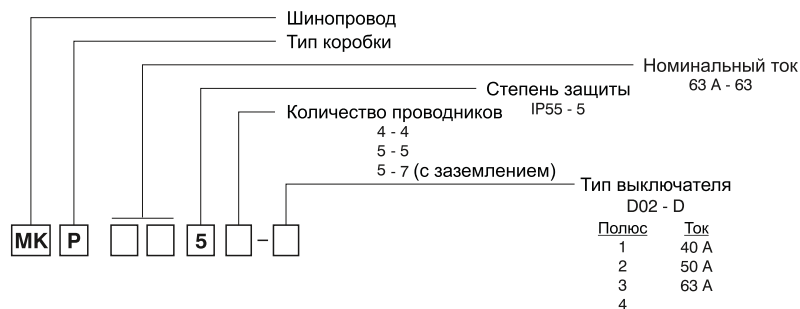 Шинопровод
Тип коробки
Номинальный ток
63 A - 63
Степень защиты
IP55 - 5
Количество проводников
4 - 4
5 - 5
5 - 7 (с заземлением)
Тип выключателя
D02 - D
Полюс Ток
1 40 A
2 50 A
3 63 A
4
MK P 5 –